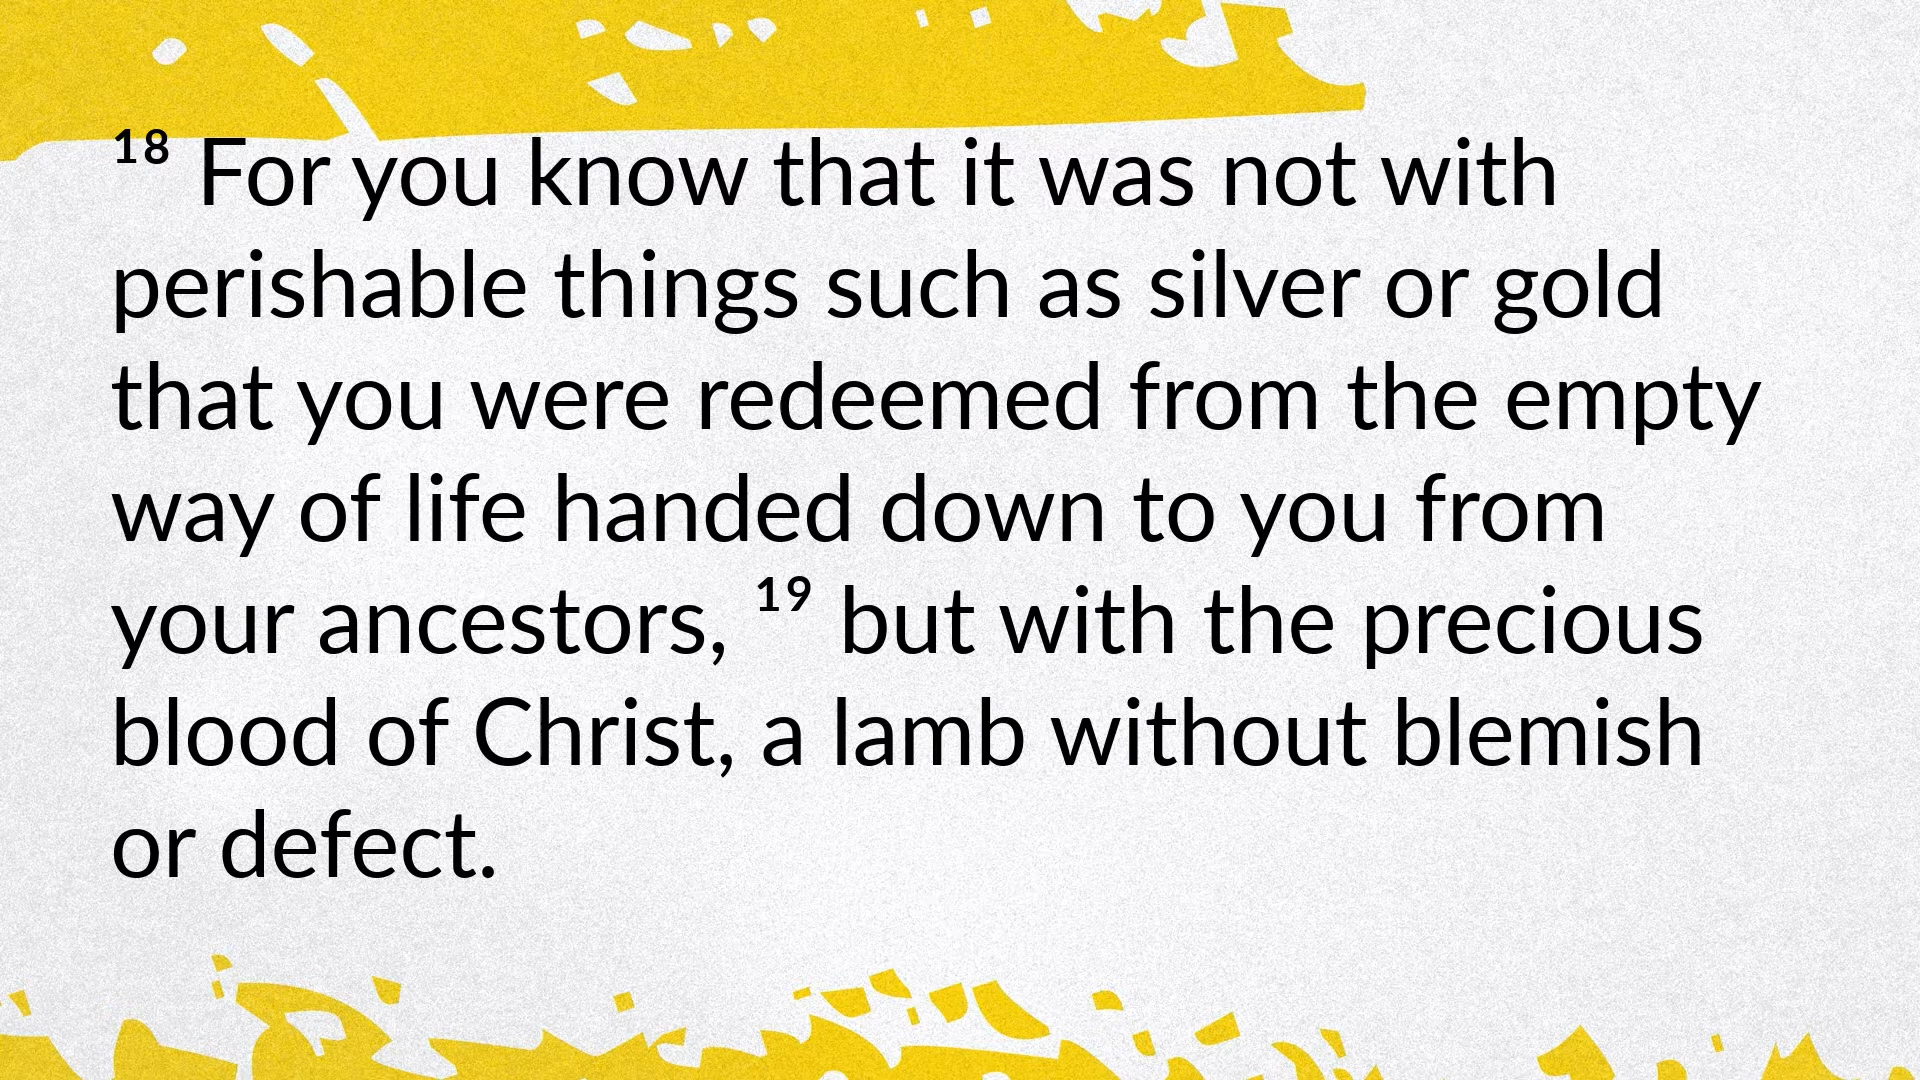 18 For you know that it was not with
perishable things such as silver or gold
that you were redeemed from the empty
way of life handed down to you from
your ancestors, 19 but with the precious
blood of Christ, a lamb without blemish
or defect.